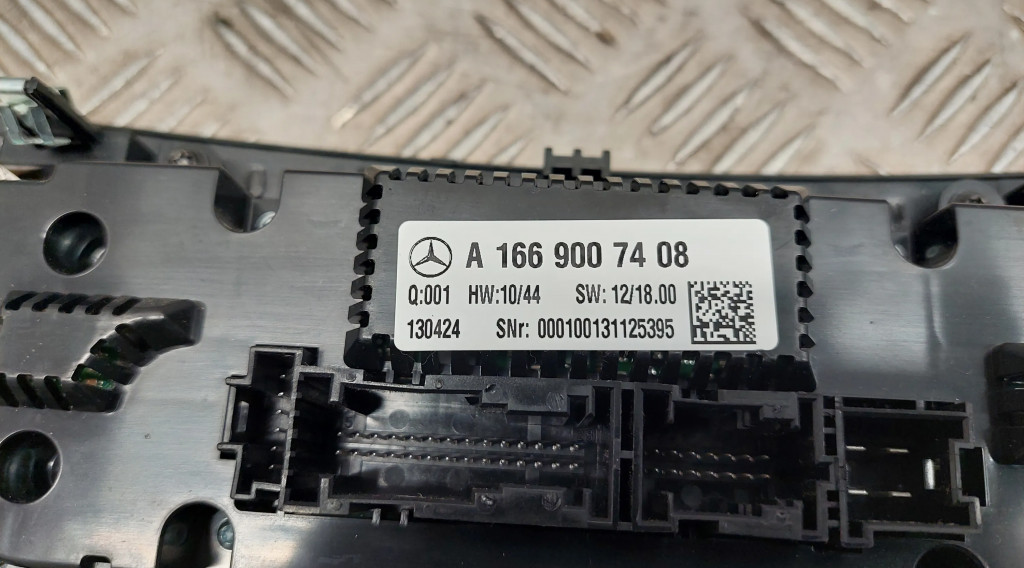 A 166 900 74 08
Q:001 HW:10/44 SW: 12/18.00
130424 SNr: 000100131125395